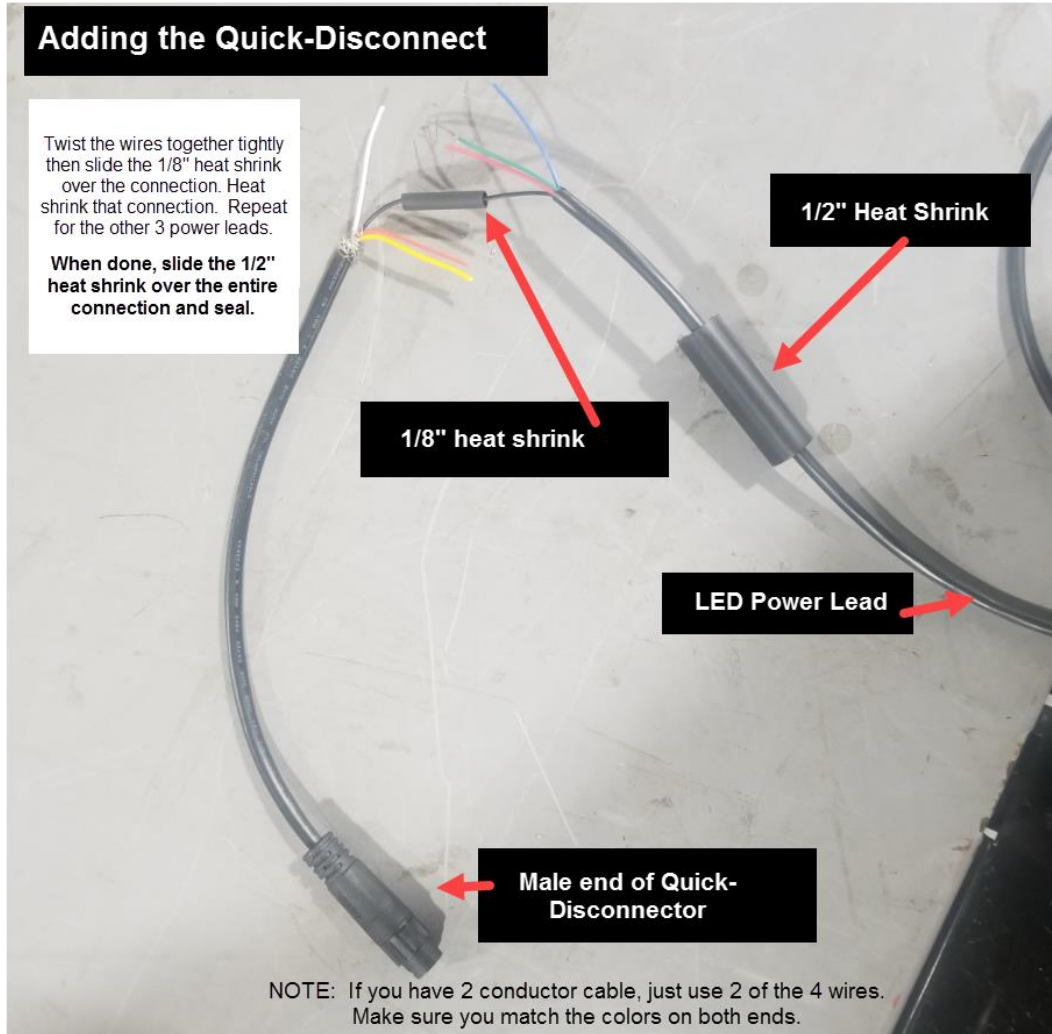 Adding the Quick-Disconnect
Twist the wires together tightly
then slide the 1/8" heat shrink
over the connection. Heat
shrink that connection.  Repeat
for the other 3 power leads.
When done, slide the 1/2"
heat shrink over the entire
connection and seal.
1/2" Heat Shrink
1/8" heat shrink
LED Power Lead
Male end of Quick-
Disconnector
NOTE:  If you have 2 conductor cable, just use 2 of the 4 wires.
Make sure you match the colors on both ends.